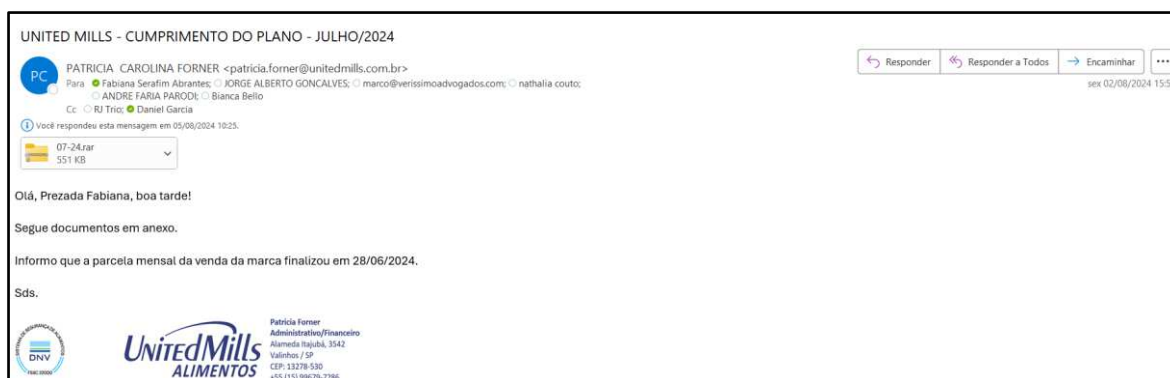 UNITED MILLS - CUMPRIMENTO DO PLANO - JULHO/2024
PC
PATRICIA CAROLINA FORNER <patricia.forner@unitedmills.com.br>
Para Fabiana Serafim Abrantes; JORGE ALBERTO GONCALVES; marco@verissimoadvogados.com; nathalia couto;
ANDRE FARIA PARODI; Bianca Bello
Cc RJ Trio; Daniel Garcia
Responder
Responder a Todos
Encaminhar
sex 02/08/2024 15:5
Você respondeu esta mensagem em 05/08/2024 10:25.
07-24.rar
551 KB
Olá, Prezada Fabiana, boa tarde!
Segue documentos em anexo.
Informo que a parcela mensal da venda da marca finalizou em 28/06/2024.
Sds.
DNV
UNITEDMills
ALIMENTOS
Patricia Forner
Administrativo/Financeiro
Alameda Itajubá, 3542
Valinhos / SP
CEP: 13278-530
+55 (15) 99679-7286